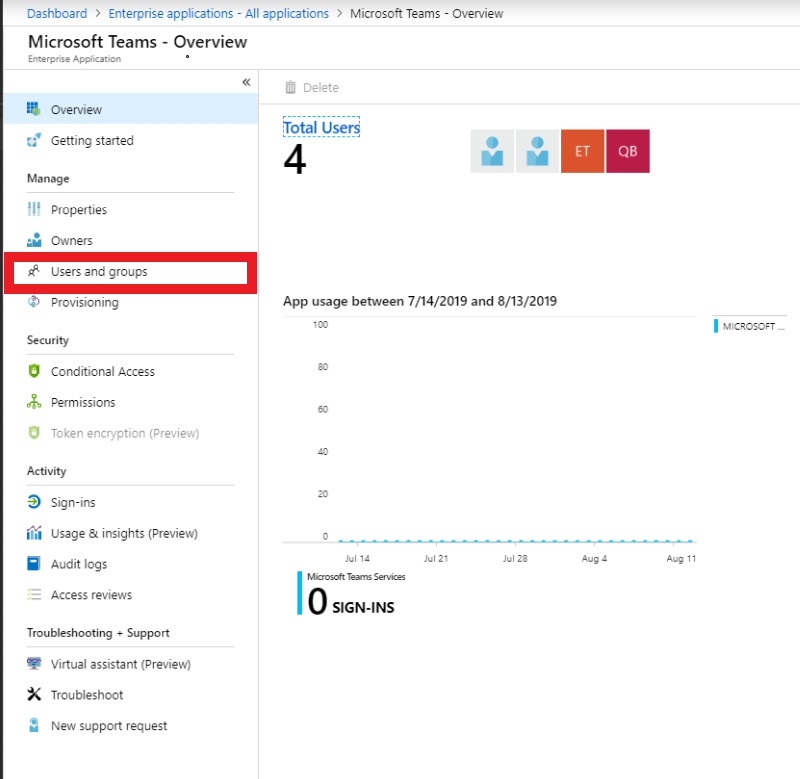 Dashboard > Enterprise applications - All applications > Microsoft Teams - Overview
Microsoft Teams - Overview
Enterprise Application
«
Overview
Getting started
Manage
Properties
Owners
Users and groups
Provisioning
Security
Conditional Access
Permissions
Token encryption (Preview)
Activity
Sign-ins
Usage & insights (Preview)
Audit logs
Access reviews
Troubleshooting + Support
Virtual assistant (Preview)
Troubleshoot
New support request
Delete
Total Users
4
ET QB
App usage between 7/14/2019 and 8/13/2019
100
80
60
40
20
0
Jul 14 Jul 21 Jul 28 Aug 4 Aug 11
MICROSOFT ...
Microsoft Teams Services
0 SIGN-INS